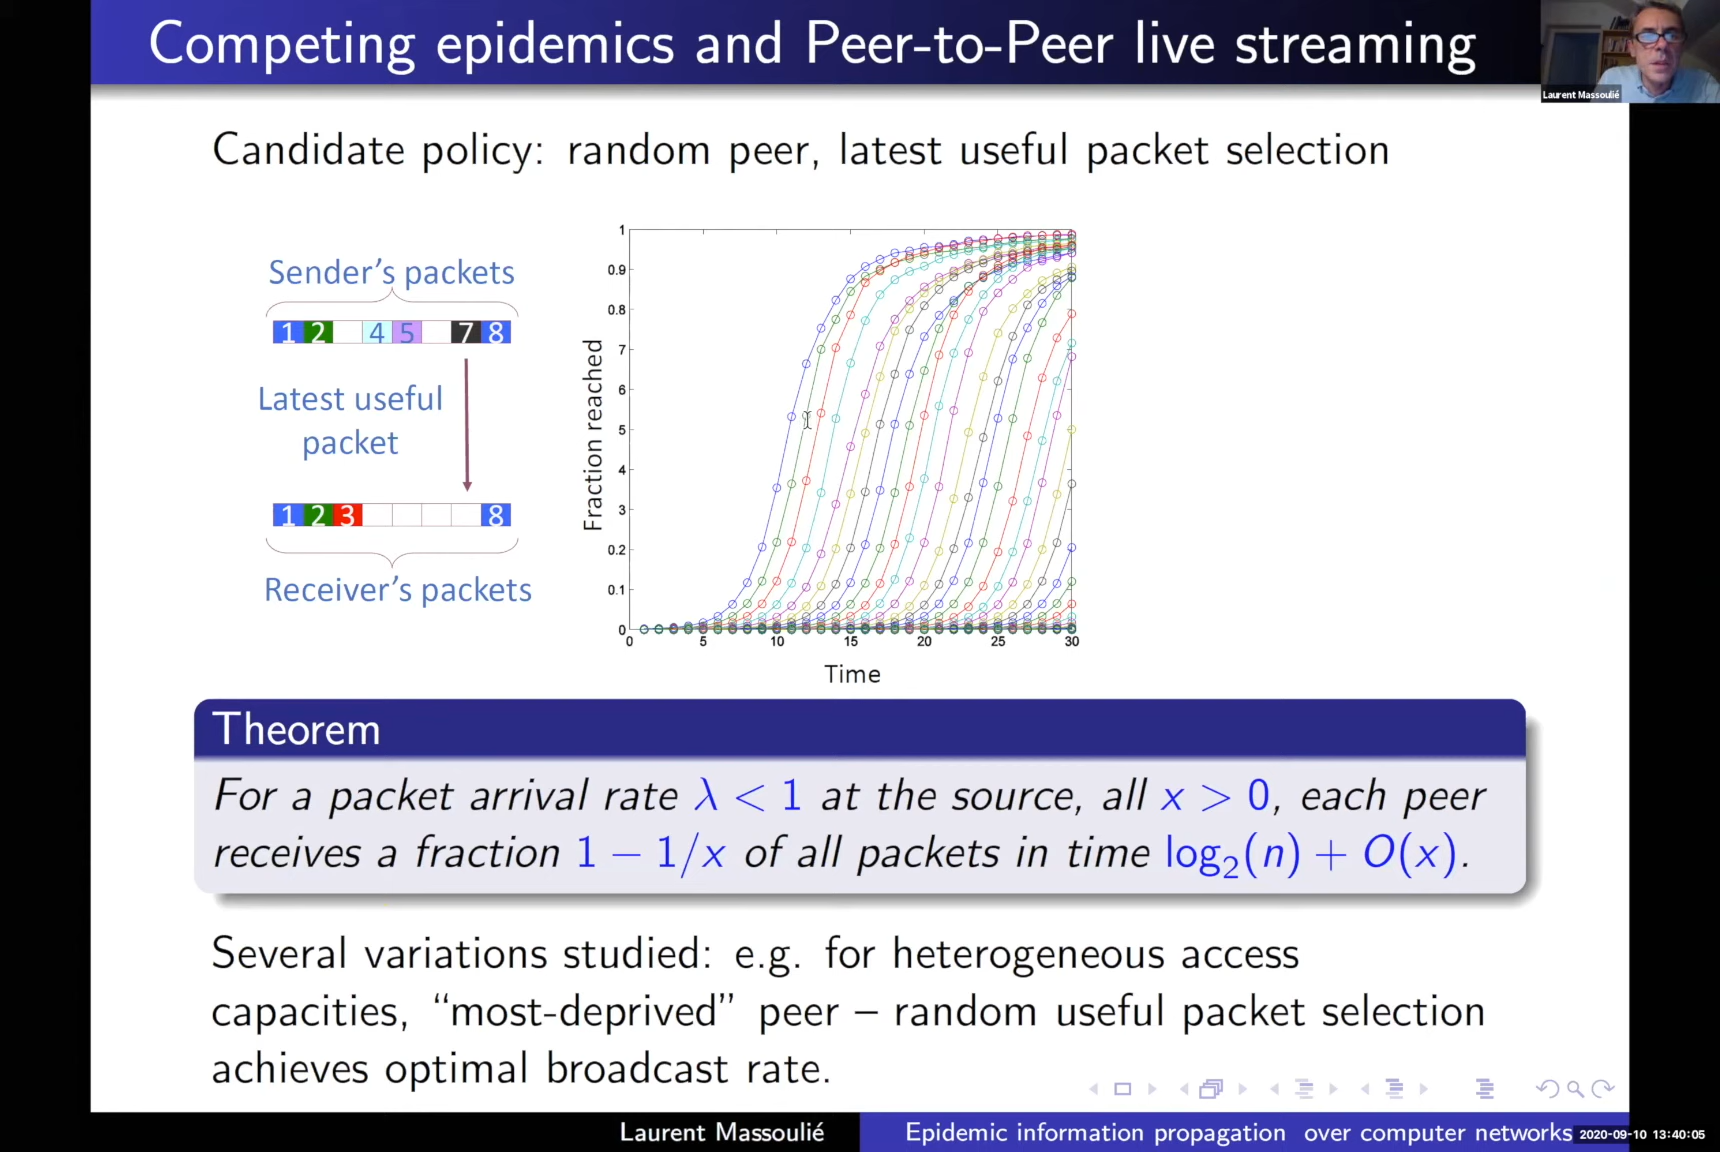 Competing epidemics and Peer-to-Peer live streaming
Laurent Massoulié
Candidate policy: random peer, latest useful packet selection
Sender's packets
1 2 4 5 7 8
Latest useful
packet
1 2 3 8
Receiver's packets
Fraction reached
1
0.9
0.8
7
6
5
4
3
0.2
0.1
0
0 5 10 15 20 25 30
Time
Theorem
For a packet arrival rate λ < 1 at the source, all x > 0, each peer
receives a fraction 1 − 1/x of all packets in time log₂(n) + O(x).
Several variations studied: e.g. for heterogeneous access
capacities, “most-deprived” peer – random useful packet selection
achieves optimal broadcast rate.
Laurent Massoulié
Epidemic information propagation over computer networks
2020-09-10 13:40:05